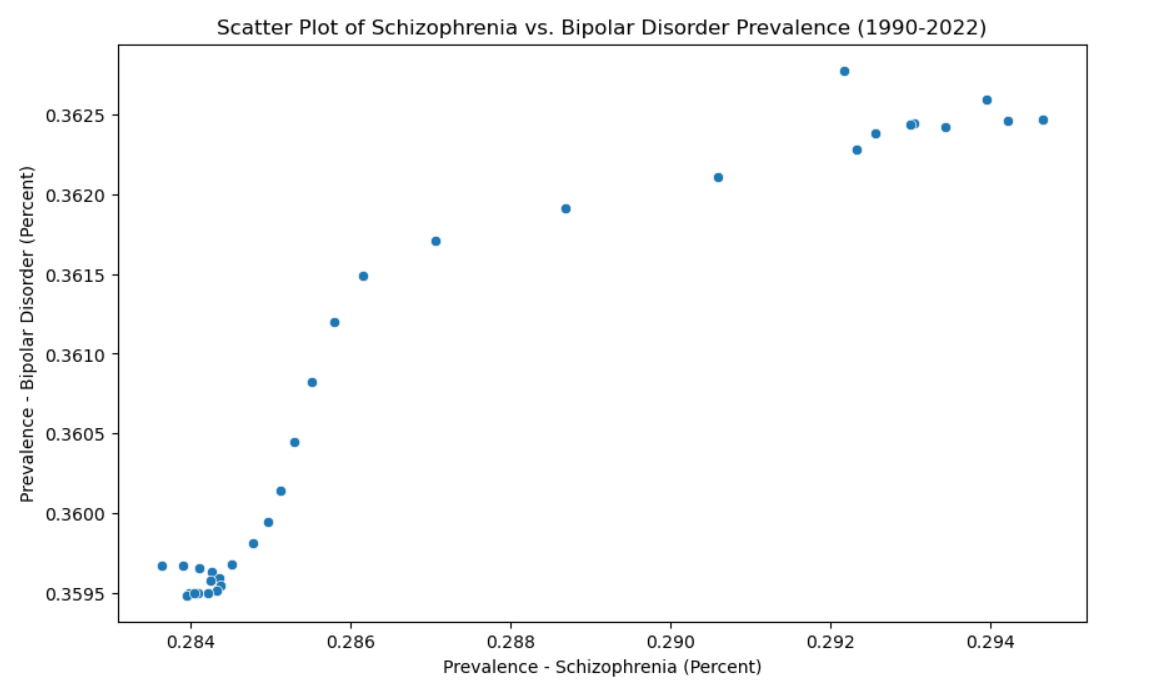 Scatter Plot of Schizophrenia vs. Bipolar Disorder Prevalence (1990-2022)
Prevalence - Bipolar Disorder (Percent)
0.3625
0.3620
0.3615
0.3610
0.3605
0.3600
0.3595
0.284 0.286 0.288 0.290 0.292 0.294
Prevalence - Schizophrenia (Percent)